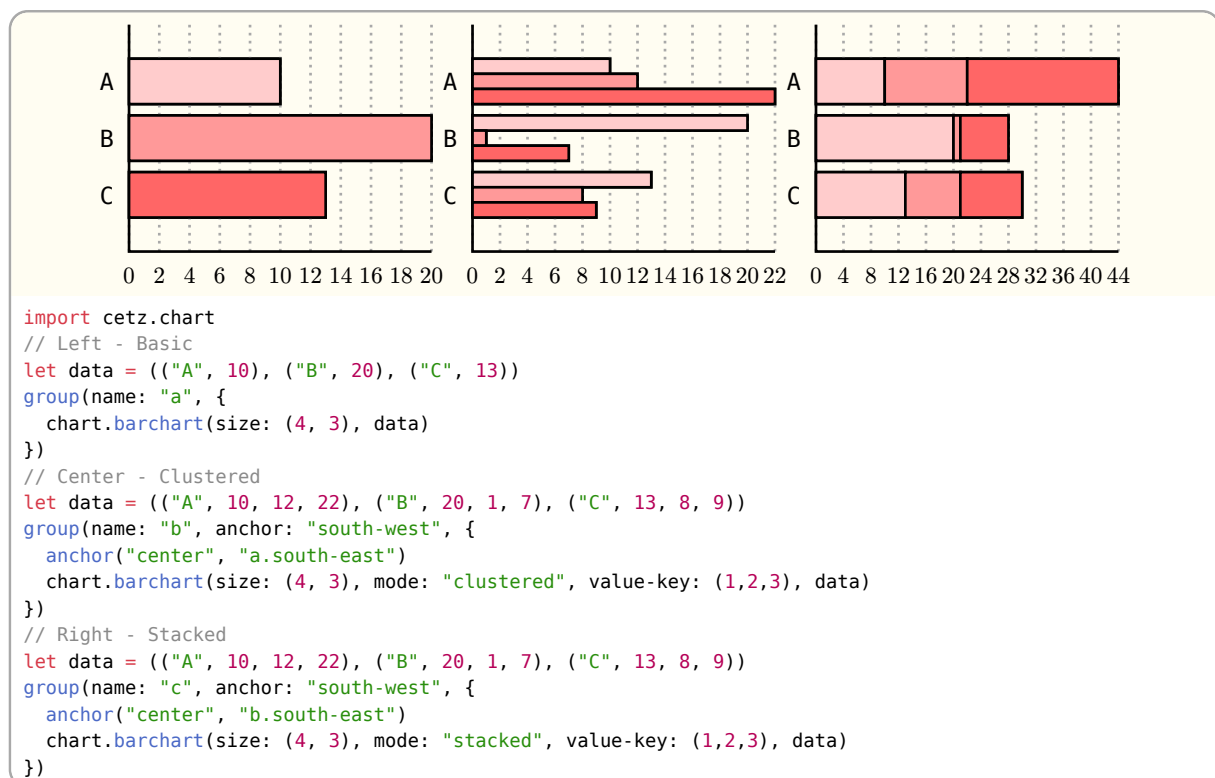 A A A
B B B
C C C
0 2 4 6 8 10 12 14 16 18 20 0 2 4 6 8 10 12 14 16 18 20 22 0 4 8 12 16 20 24 28 32 36 40 44
import cetz.chart
// Left - Basic
let data = (("A", 10), ("B", 20), ("C", 13))
group(name: "a", {
  chart.barchart(size: (4, 3), data)
})
// Center - Clustered
let data = (("A", 10, 12, 22), ("B", 20, 1, 7), ("C", 13, 8, 9))
group(name: "b", anchor: "south-west", {
  anchor("center", "a.south-east")
  chart.barchart(size: (4, 3), mode: "clustered", value-key: (1,2,3), data)
})
// Right - Stacked
let data = (("A", 10, 12, 22), ("B", 20, 1, 7), ("C", 13, 8, 9))
group(name: "c", anchor: "south-west", {
  anchor("center", "b.south-east")
  chart.barchart(size: (4, 3), mode: "stacked", value-key: (1,2,3), data)
})